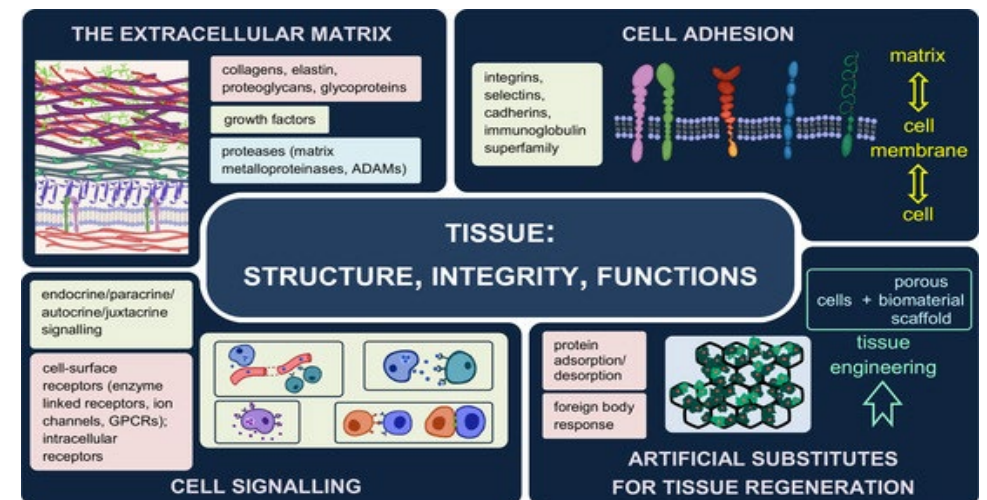 THE EXTRACELLULAR MATRIX
collagens, elastin,
proteoglycans, glycoproteins
growth factors
proteases (matrix
metalloproteinases, ADAMs)
CELL ADHESION
integrins,
selectins,
cadherins,
immunoglobulin
superfamily
matrix
cell
membrane
cell
TISSUE:
STRUCTURE, INTEGRITY, FUNCTIONS
endocrine/paracrine/
autocrine/juxtacrine
signalling
cell-surface
receptors (enzyme
linked receptors, ion
channels, GPCRs);
intracellular
receptors
CELL SIGNALLING
protein
adsorption/
desorption
foreign body
response
porous
cells + biomaterial
scaffold
tissue
engineering
ARTIFICIAL SUBSTITUTES
FOR TISSUE REGENERATION